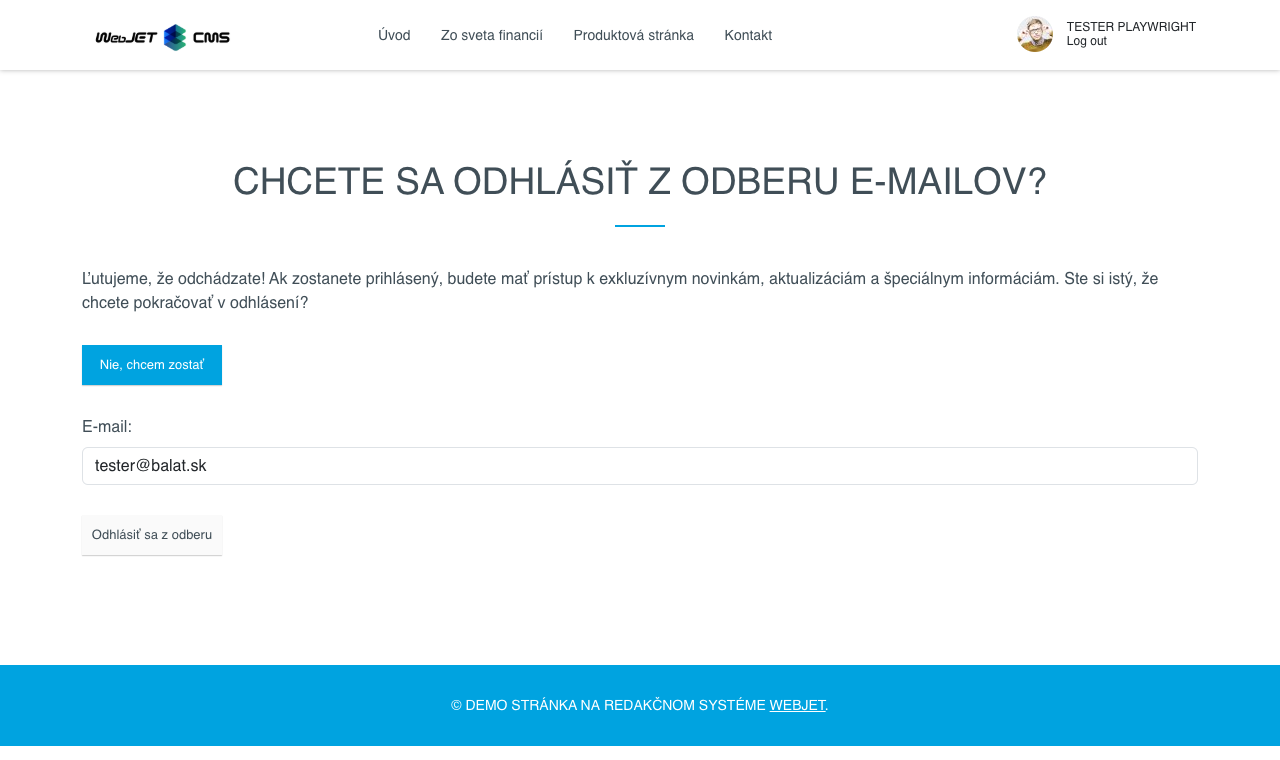 WebJET CMS
Úvod
Zo sveta financií
Produktová stránka
Kontakt
TESTER PLAYWRIGHT
Log out
CHCETE SA ODHLÁSIŤ Z ODBERU E-MAILOV?
Ľutujeme, že odchádzate! Ak zostanete prihlásený, budete mať prístup k exkluzívnym novinkám, aktualizáciám a špeciálnym informáciám. Ste si istý, že
chcete pokračovať v odhlásení?
Nie, chcem zostať
E-mail:
tester@balat.sk
Odhlásiť sa z odberu
© DEMO STRÁNKA NA REDAKČNOM SYSTÉME WEBJET.